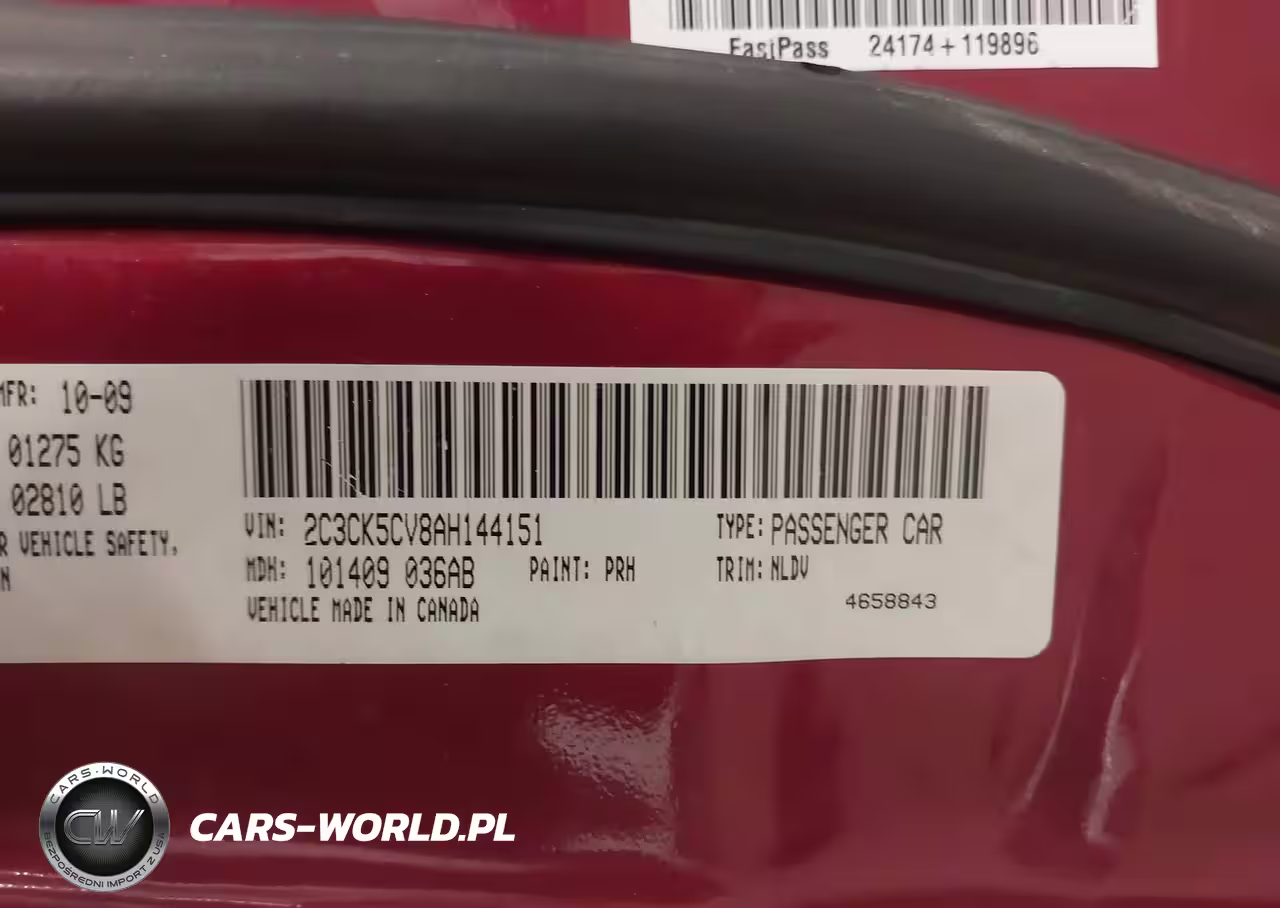 FastPass 24174+119896
MFR: 10-09
01275 KG
02810 LB
R VEHICLE SAFETY,
N
VIN: 2C3CK5CV8AH144151
TYPE: PASSENGER CAR
MDH: 101409 036AB
PAINT: PRH
TRIM: NLDV
VEHICLE MADE IN CANADA
4658843
CARS-WORLD
CW
BEZPOŚREDNI IMPORT Z USA
CARS-WORLD.PL